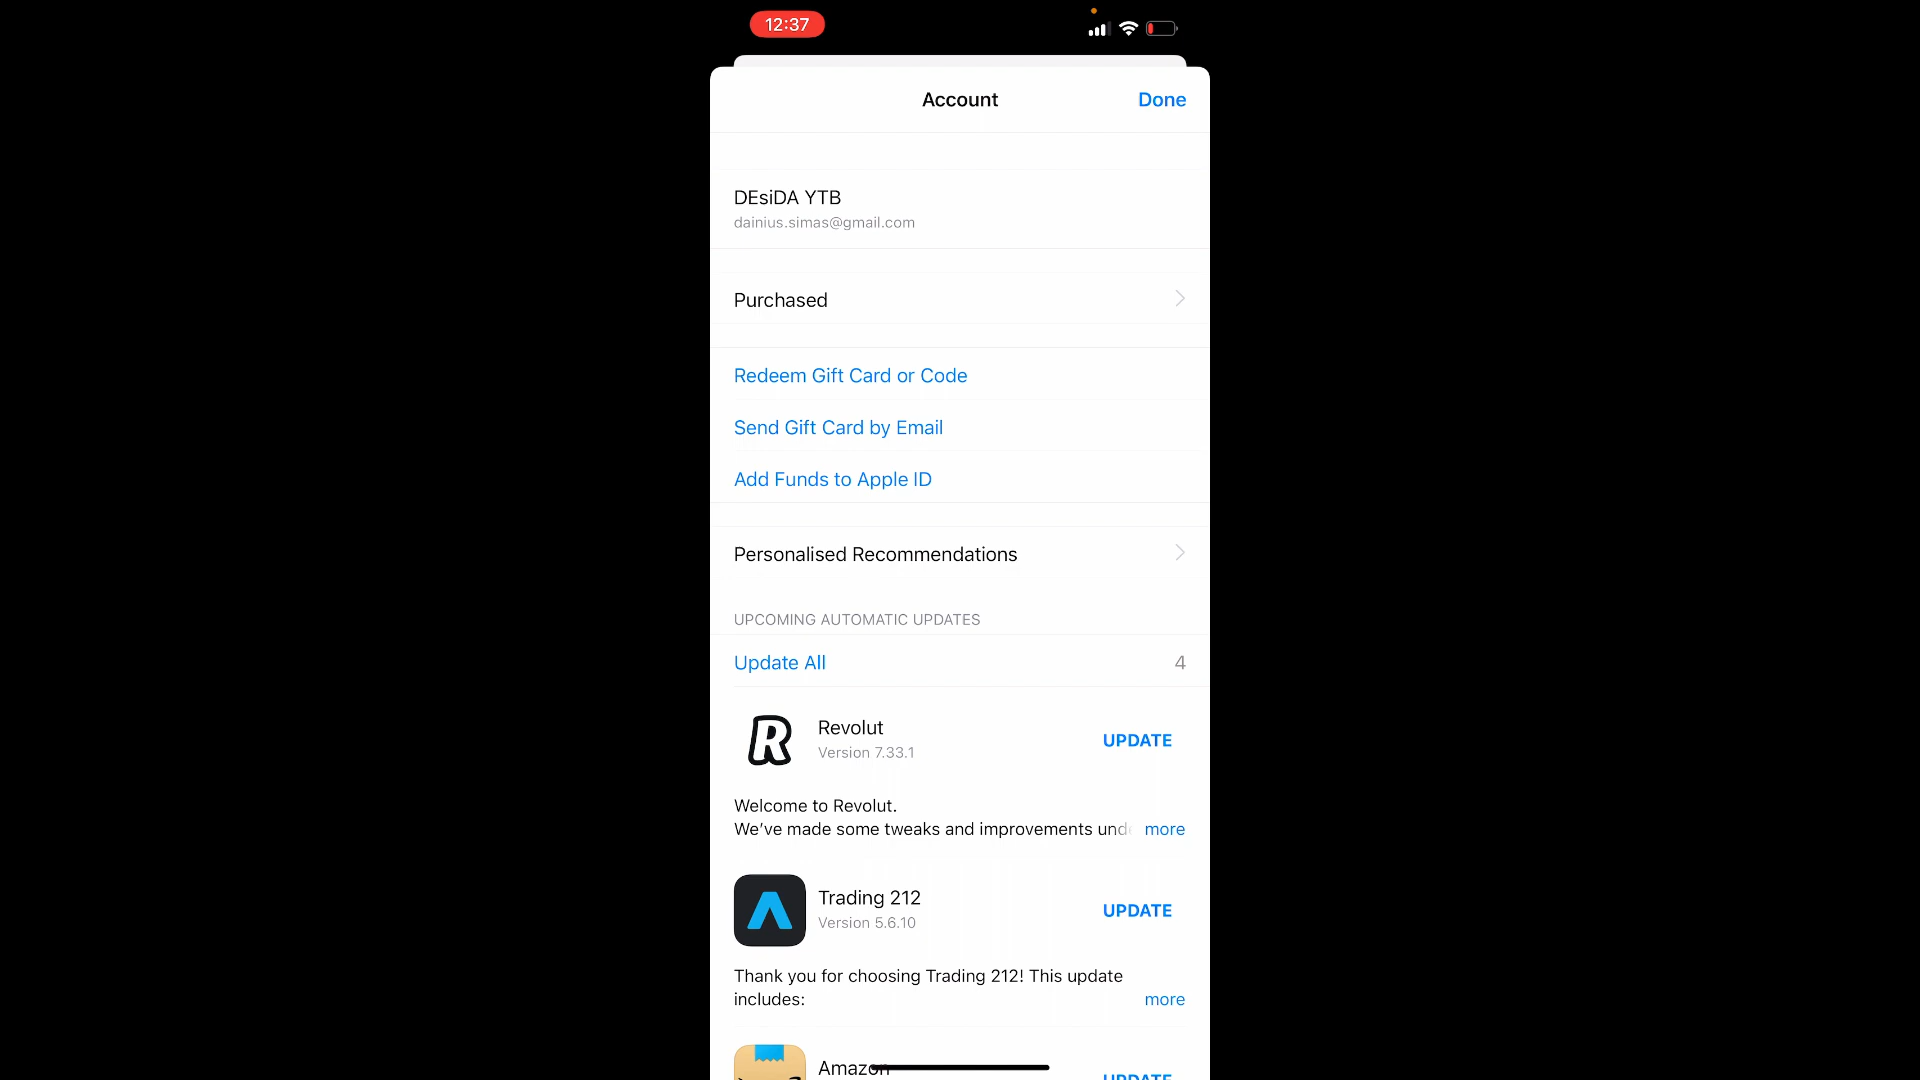 12:37
Account
Done
DEsiDA YTB
dainius.simas@gmail.com
Purchased
Redeem Gift Card or Code
Send Gift Card by Email
Add Funds to Apple ID
Personalised Recommendations
UPCOMING AUTOMATIC UPDATES
Update All
4
R
Revolut
Version 7.33.1
UPDATE
Welcome to Revolut.
We've made some tweaks and improvements und
more
Trading 212
Version 5.6.10
UPDATE
Thank you for choosing Trading 212! This update
includes:
more
Amazon
UPDATE